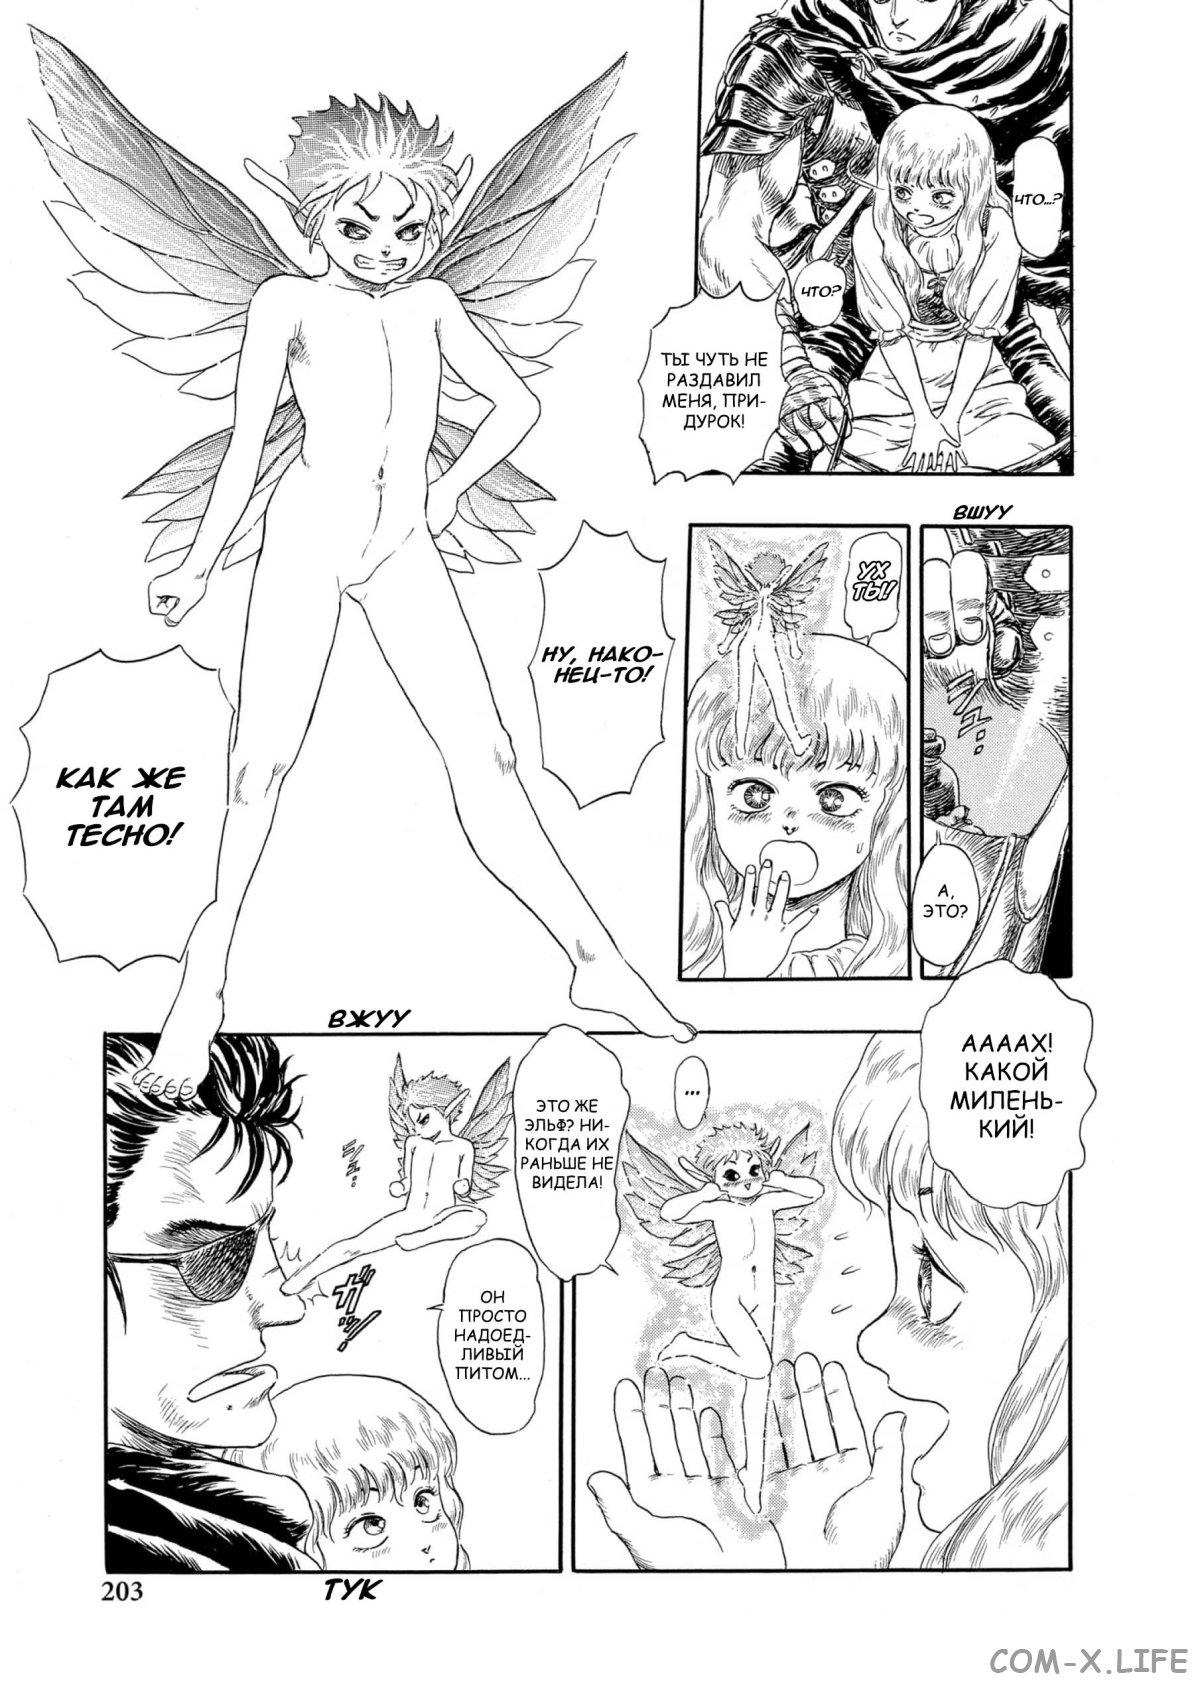 ЧТО...?
ЧТО?
ТЫ ЧУТЬ НЕ
РАЗДАВИЛ
МЕНЯ, ПРИ-
ДУРОК!
ВШУУ
А,
ЭТО?
УХ
ТЫ!
НУ, НАКО-
НЕЦ-ТО!
КАК ЖЕ
ТАМ
ТЕСНО!
ААААХ!
КАКОЙ
МИЛЕНЬ-
КИЙ!
...
ЭТО ЖЕ
ЭЛЬФ? НИ-
КОГДА ИХ
РАНЬШЕ НЕ
ВИДЕЛА!
ВЖУУ
ОН
ПРОСТО
НАДОЕД-
ЛИВЫЙ
ПИТОМ...
ТУК
203
COM-X.LIFE